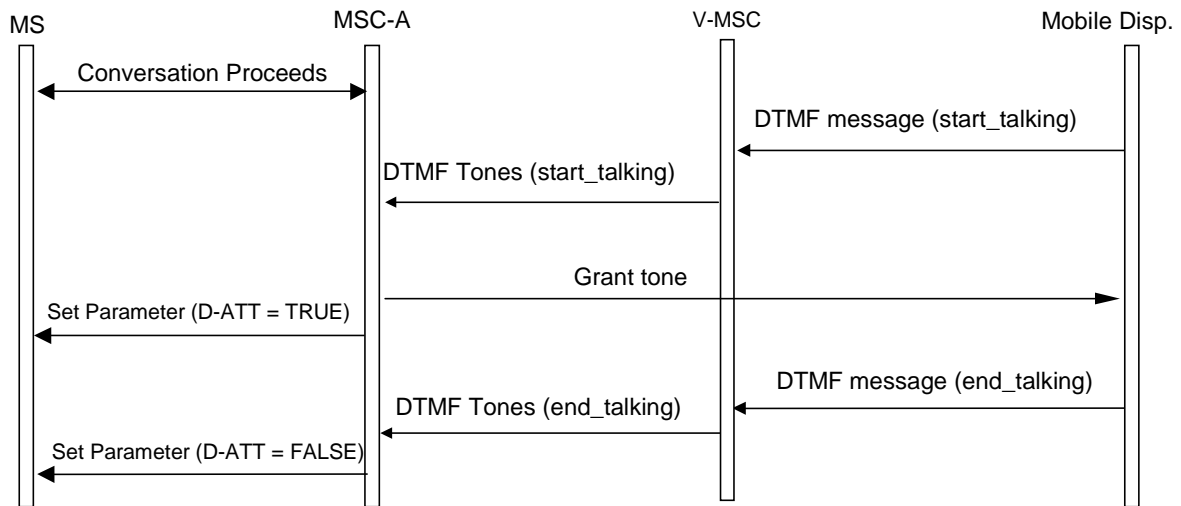 MS
MSC-A
V-MSC
Mobile Disp.
Conversation Proceeds
DTMF message (start_talking)
DTMF Tones (start_talking)
Grant tone
Set Parameter (D-ATT = TRUE)
DTMF message (end_talking)
DTMF Tones (end_talking)
Set Parameter (D-ATT = FALSE)